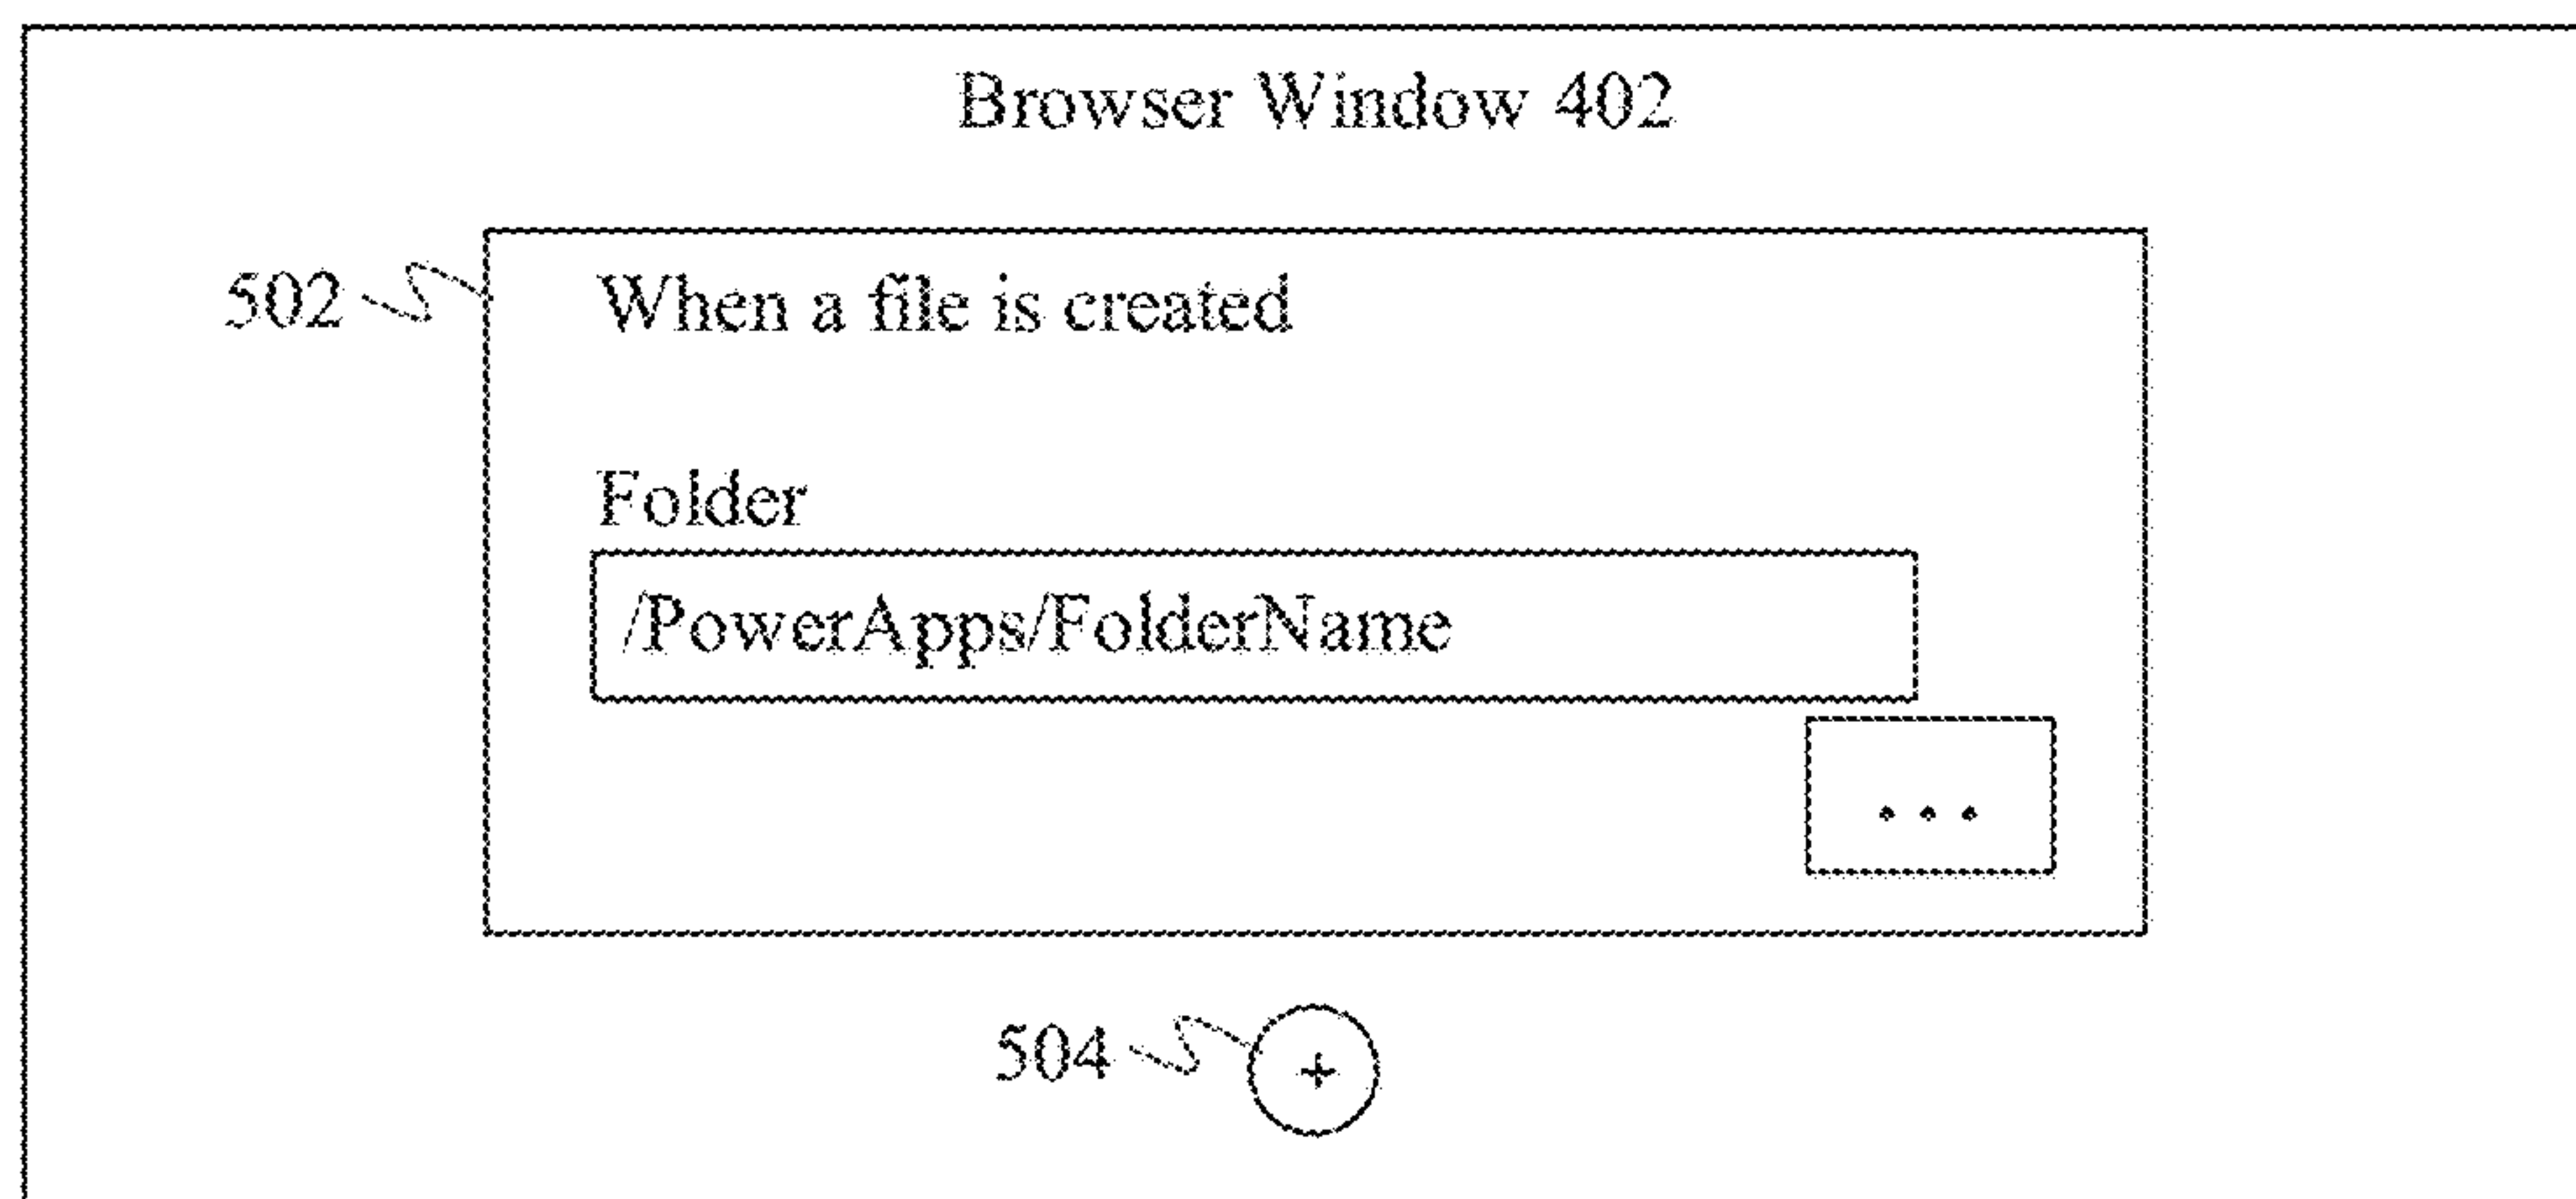 Browser Window 402
502
When a file is created
Folder
/PowerApps/FolderName
...
504
+